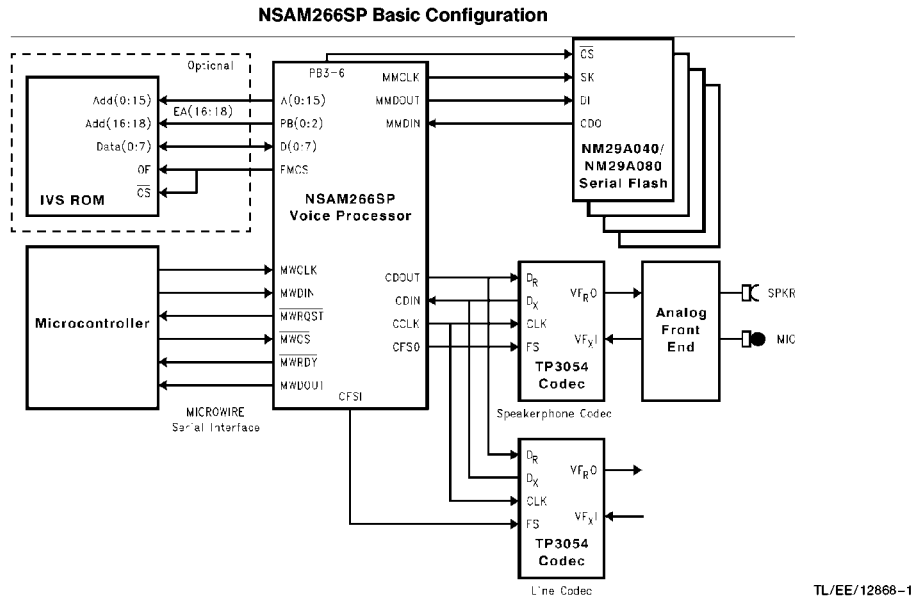 NSAM266SP Basic Configuration
Optional
Add(0:15)
Add(16:18)
Data(0:7)
OE
CS
IVS ROM
EA(16:18)
PB3-6
A(0:15)
PB(0:2)
D(0:7)
EMCS
MMCLK
MMDOUT
MMDIN
NSAM266SP
Voice Processor
CS
SK
DI
CDO
NM29A040/
NM29A080
Serial Flash
Microcontroller
MWCLK
MWDIN
MWRQST
MWCS
MWRDY
MWDOUT
MICROWIRE
Serial Interface
CDOUT
CDIN
CCLK
CFS0
CFSI
DR
DX
CLK
FS
VFRO
VFXI
TP3054
Codec
Speakerphone Codec
Analog
Front
End
SPKR
MIC
DR
DX
CLK
FS
VFRO
VFXI
TP3054
Codec
Line Codec
TL/EE/12868-1